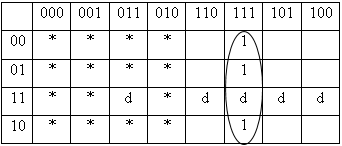 000 001 011 010 110 111 101 100
00 * * * * 1
01 * * * * 1
11 * * d * d d d d
10 * * * * 1